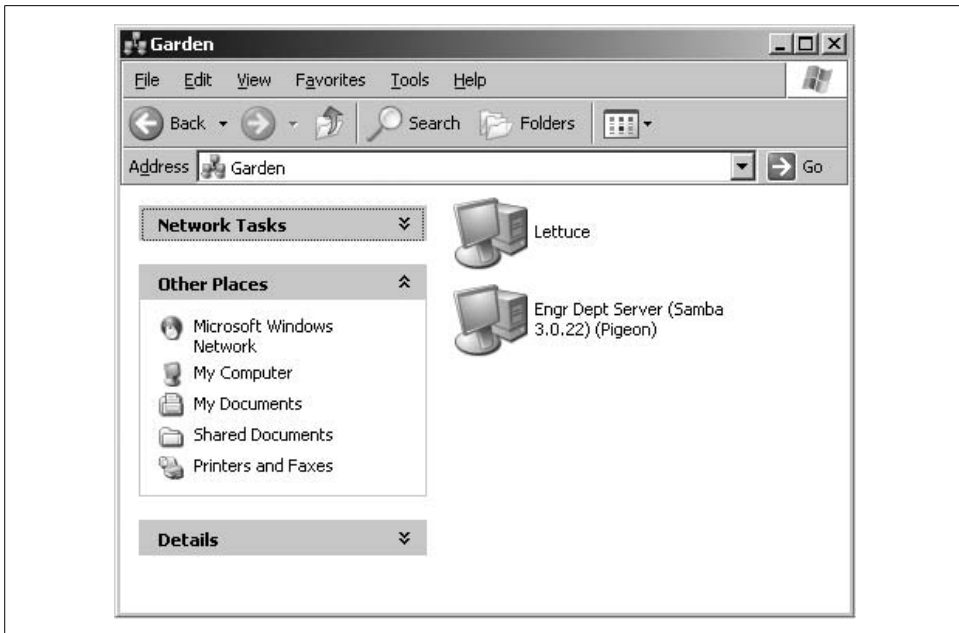 Garden
File Edit View Favorites Tools Help
Back Search Folders
Address Garden Go
Network Tasks
Other Places
Microsoft Windows
Network
My Computer
My Documents
Shared Documents
Printers and Faxes
Details
Lettuce
Engr Dept Server (Samba
3.0.22) (Pigeon)